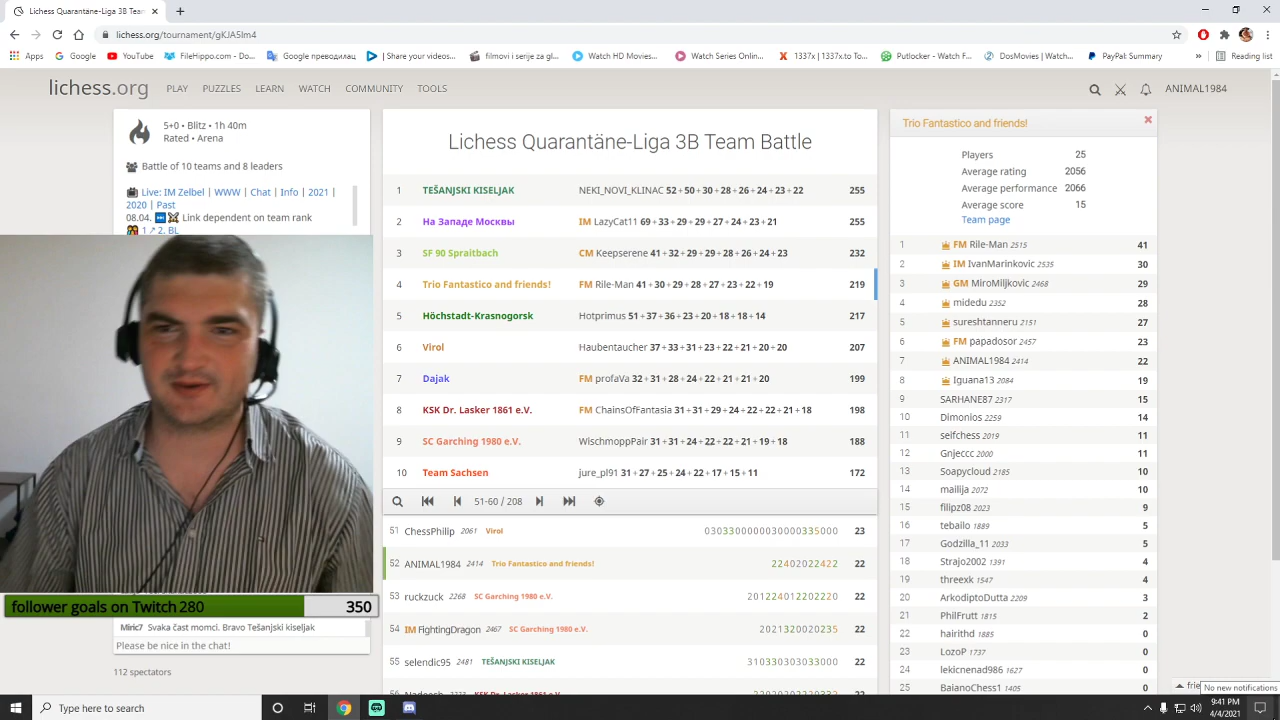 Lichess Quarantäne-Liga 3B Te
lichess.org/tournament/gKJA5lm4
Apps
Google
YouTube
FileHippo.com - Do...
Google преводилац
Share your videos...
filmovi i serije za gl...
Watch HD Movies...
Watch Series Online...
1337x | 1337x.to To...
Putlocker - Watch...
DosMovies | Watch...
PayPal: Summary
Reading list
lichess.org
PLAY
PUZZLES
LEARN
WATCH
COMMUNITY
TOOLS
ANIMAL1984
5+0 • Blitz • 1h 40m
Rated • Arena
Battle of 10 teams and 8 leaders
Live: IM Zelbel | WWW | Chat | Info | 2021 |
2020 | Past
08.04. Link dependent on team rank
1↗2. BL
follower goals on Twitch 280 350
Miric7 Svaka čast momci. Bravo Tešanjski kiseljak
Please be nice in the chat!
112 spectators
Lichess Quarantäne-Liga 3B Team Battle
1 TEŠANJSKI KISELJAK NEKI_NOVI_KLINAC 52+50+30+28+26+24+23+22 255
2 На Западе Москвы IM LazyCat11 69+33+29+29+27+24+23+21 255
3 SF 90 Spraitbach CM Keepserene 41+32+29+29+28+26+24+23 232
4 Trio Fantastico and friends! FM Rile-Man 41+30+29+28+27+23+22+19 219
5 Höchstadt-Krasnogorsk Hotprimus 51+37+36+23+20+18+18+14 217
6 Virol Haubentaucher 37+33+31+23+22+21+20+20 207
7 Dajak FM profaVa 32+31+28+24+22+21+21+20 199
8 KSK Dr. Lasker 1861 e.V. FM ChainsOfFantasia 31+31+29+24+22+22+21+18 198
9 SC Garching 1980 e.V. WischmoppPair 31+31+24+22+22+21+19+18 188
10 Team Sachsen jure_pl91 31+27+25+24+22+17+15+11 172
51-60 / 208
51 ChessPhilip 2061 Virol 0303300000030000335000 23
52 ANIMAL1984 2414 Trio Fantastico and friends! 22402022422 22
53 ruckzuck 2268 SC Garching 1980 e.V. 201224012202220 22
54 IM FightingDragon 2467 SC Garching 1980 e.V. 2021320020235 22
55 selendic95 2481 TEŠANJSKI KISELJAK 310330303033000 22
Trio Fantastico and friends!
Players 25
Average rating 2056
Average performance 2066
Average score 15
Team page
1 FM Rile-Man 2515 41
2 IM IvanMarinkovic 2535 30
3 GM MiroMiljkovic 2468 29
4 midedu 2352 28
5 sureshtanneru 2151 27
6 FM papadosor 2457 23
7 ANIMAL1984 2414 22
8 Iguana13 2084 19
9 SARHANE87 2317 15
10 Dimonios 2259 14
11 selfchess 2019 11
12 Gnjeccc 2000 11
13 Soapycloud 2185 10
14 mailija 2072 10
15 filipz08 2023 9
16 tebailo 1889 5
17 Godzilla_11 2033 5
18 Strajo2002 1391 4
19 threexk 1547 4
20 ArkodiptoDutta 2209 3
21 PhilFrutt 1815 2
22 hairithd 1885 0
23 LozoP 1737 0
24 lekicnenad986 1627 0
25 BaianoChess1 1405 0
No new notifications
Type here to search
9:41 PM
4/4/2021